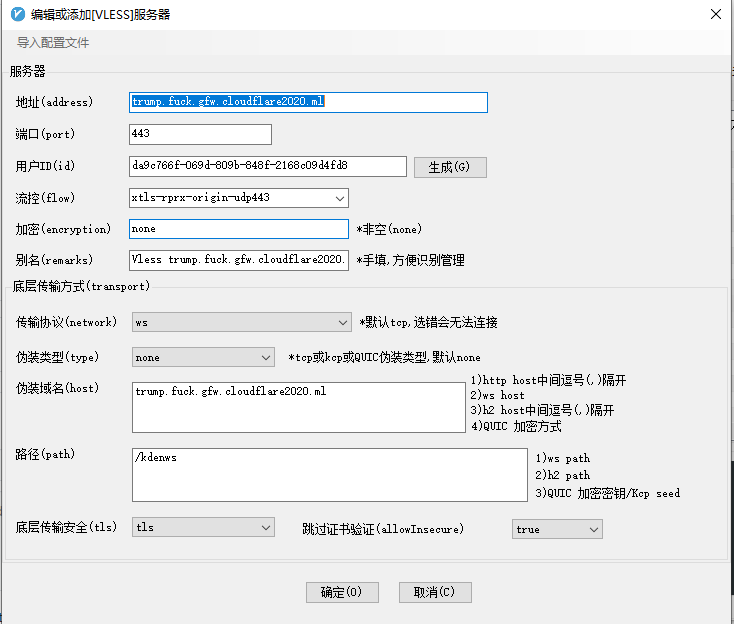 编辑或添加[VLESS]服务器
导入配置文件
服务器
地址(address) trump.fuck.gfw.cloudflare2020.ml
端口(port) 443
用户ID(id) da9c766f-069d-809b-848f-2168c09d4fd8 生成(G)
流控(flow) xtls-rprx-origin-udp443
加密(encryption) none *非空(none)
别名(remarks) Vless trump.fuck.gfw.cloudflare2020. *手填,方便识别管理
底层传输方式(transport)
传输协议(network) ws *默认tcp,选错会无法连接
伪装类型(type) none *tcp或kcp或QUIC伪装类型,默认none
伪装域名(host) trump.fuck.gfw.cloudflare2020.ml
1)http host中间逗号(,)隔开
2)ws host
3)h2 host中间逗号(,)隔开
4)QUIC 加密方式
路径(path) /kdenws
1)ws path
2)h2 path
3)QUIC 加密密钥/Kcp seed
底层传输安全(tls) tls 跳过证书验证(allowInsecure) true
确定(O) 取消(C)